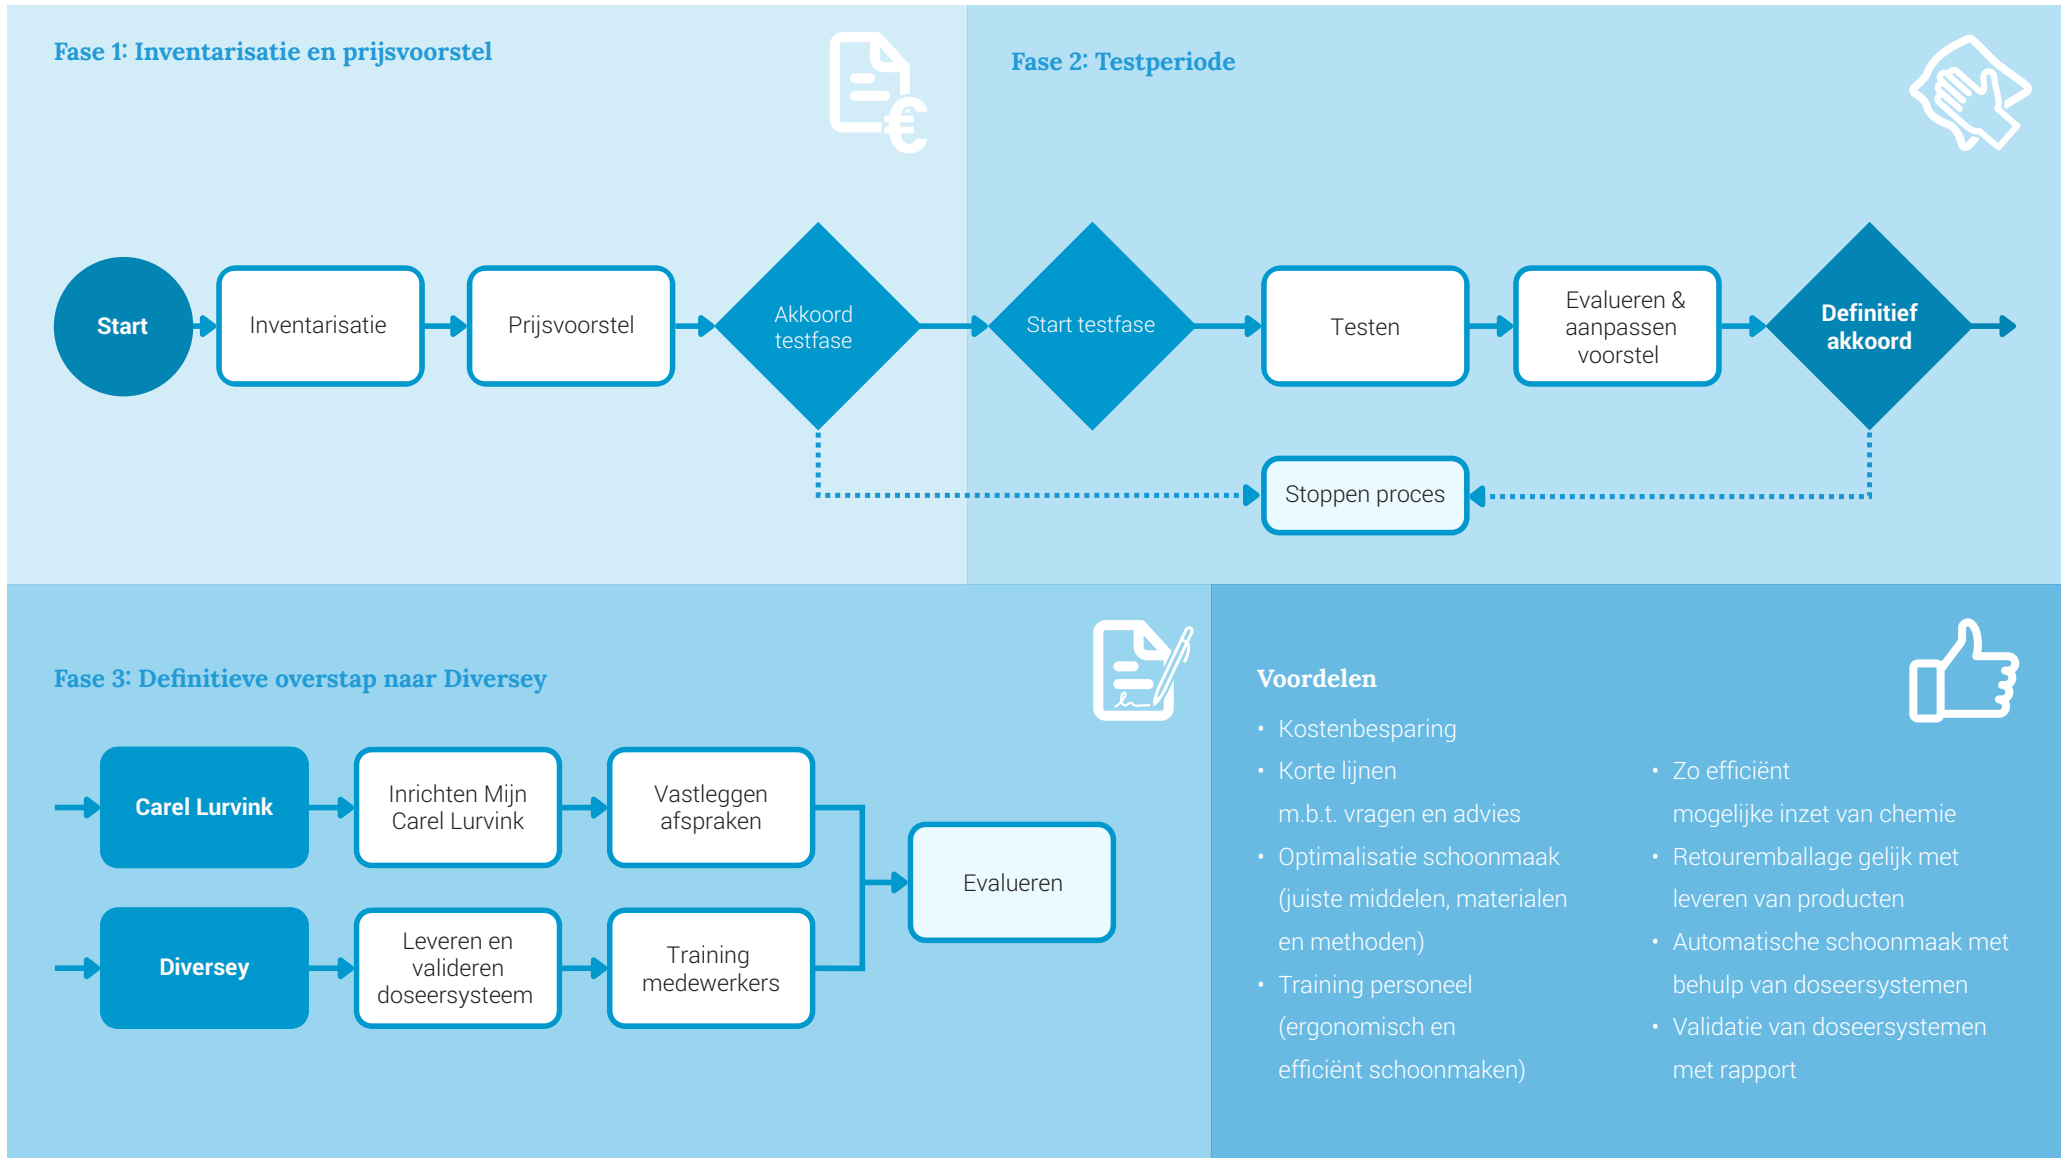 Fase 1: Inventarisatie en prijsvoorstel
Start
Inventarisatie
Prijsvoorstel
Akkoord
testfase
Fase 2: Testperiode
Start testfase
Testen
Evalueren &
aanpassen
voorstel
Definitief
akkoord
Stoppen proces
Fase 3: Definitieve overstap naar Diversey
Carel Lurvink
Inrichten Mijn
Carel Lurvink
Vastleggen
afspraken
Diversey
Leveren en
valideren
doseersysteem
Training
medewerkers
Evalueren
Voordelen
• Kostenbesparing
• Korte lijnen
m.b.t. vragen en advies
• Optimalisatie schoonmaak
(juiste middelen, materialen
en methoden)
• Training personeel
(ergonomisch en
efficiënt schoonmaken)
• Zo efficiënt
mogelijke inzet van chemie
• Retouremballage gelijk met
leveren van producten
• Automatische schoonmaak met
behulp van doseersystemen
• Validatie van doseersystemen
met rapport